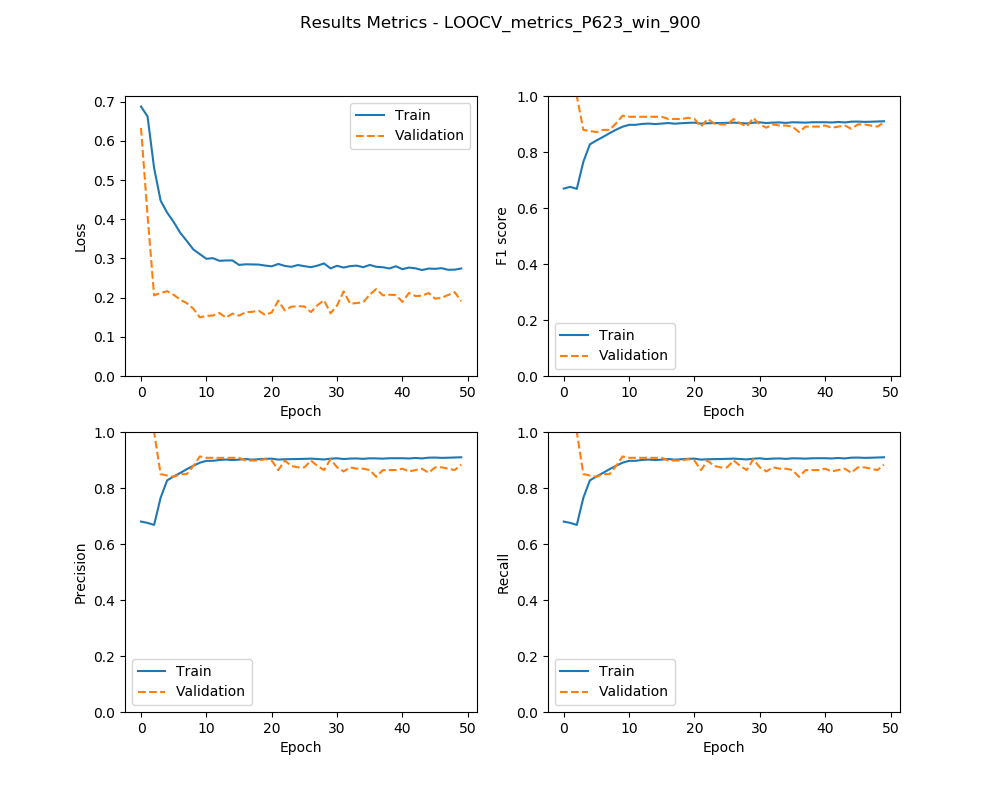 Results Metrics - LOOCV_metrics_P623_win_900
0.7
0.6
0.5
0.4
0.3
0.2
0.1
0.0
Loss
Train
Validation
0 10 20 30 40 50
Epoch
1.0
0.8
0.6
0.4
0.2
0.0
F1 score
Train
Validation
0 10 20 30 40 50
Epoch
1.0
0.8
0.6
0.4
0.2
0.0
Precision
Train
Validation
0 10 20 30 40 50
Epoch
1.0
0.8
0.6
0.4
0.2
0.0
Recall
Train
Validation
0 10 20 30 40 50
Epoch